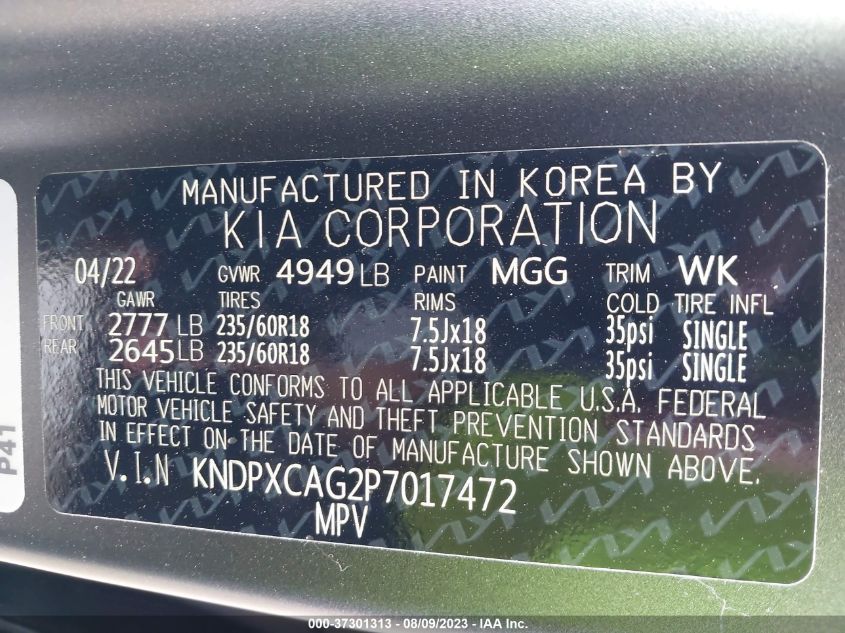 MANUFACTURED IN KOREA BY
KIA CORPORATION
04/22 GVWR 4949 LB PAINT MGG TRIM WK
GAWR TIRES RIMS COLD TIRE INFL
FRONT 2777 LB 235/60R18 7.5Jx18 35psi SINGLE
REAR 2645 LB 235/60R18 7.5Jx18 35psi SINGLE
THIS VEHICLE CONFORMS TO ALL APPLICABLE U.S.A. FEDERAL
MOTOR VEHICLE SAFETY AND THEFT PREVENTION STANDARDS
IN EFFECT ON THE DATE OF MANUFACTURE SHOWN ABOVE.
V.I.N KNDPXCAG2P7017472
MPV
P41
000-37301313 - 08/09/2023 - IAA Inc.